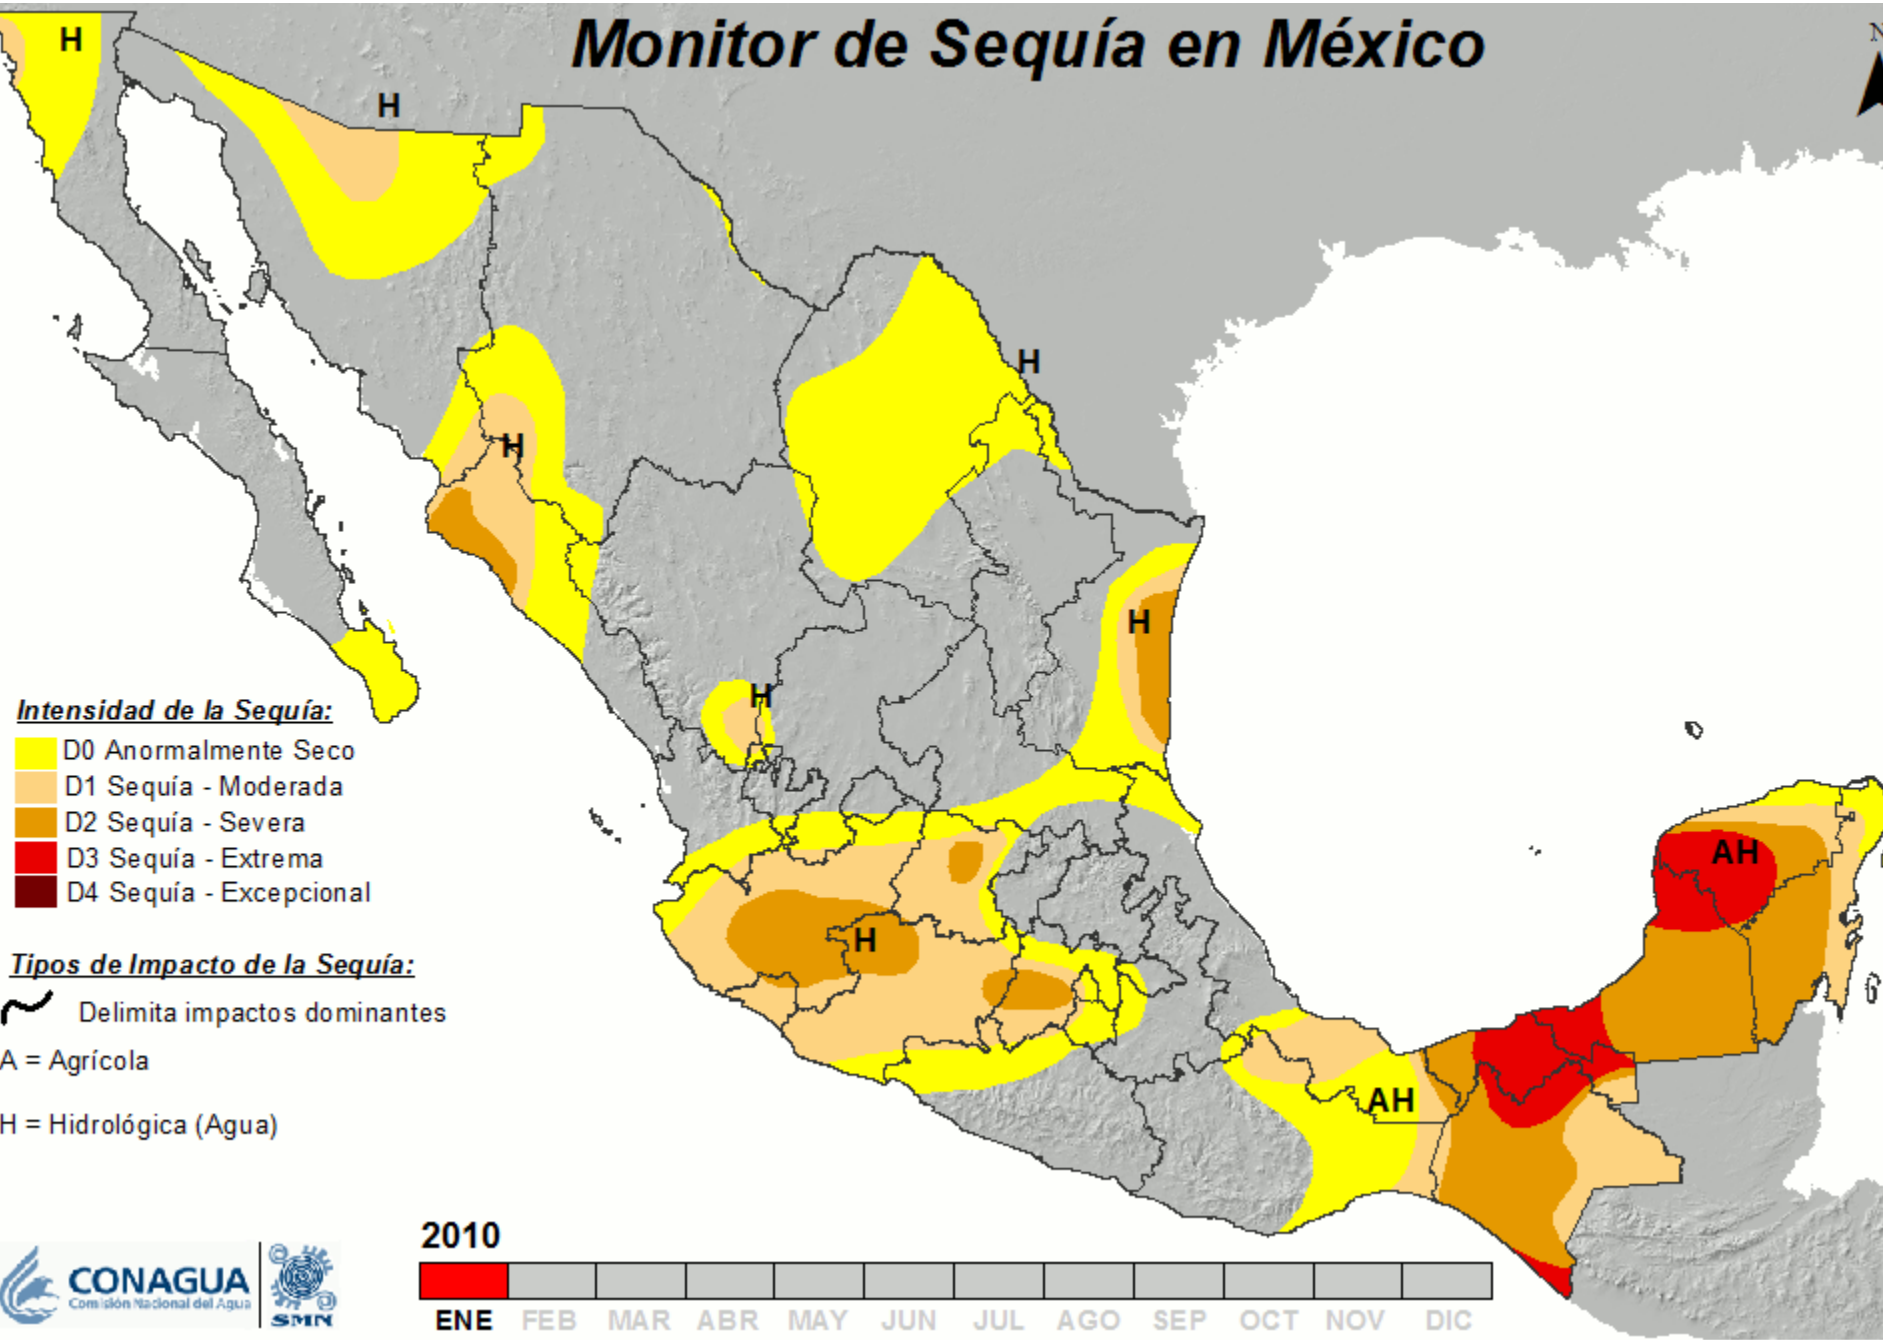 Monitor de Sequía en México
N
H
H
H
H
H
H
H
AH
AH
Intensidad de la Sequía:
D0 Anormalmente Seco
D1 Sequía - Moderada
D2 Sequía - Severa
D3 Sequía - Extrema
D4 Sequía - Excepcional
Tipos de Impacto de la Sequía:
Delimita impactos dominantes
A = Agrícola
H = Hidrológica (Agua)
CONAGUA
Comisión Nacional del Agua
SMN
2010
ENE FEB MAR ABR MAY JUN JUL AGO SEP OCT NOV DIC